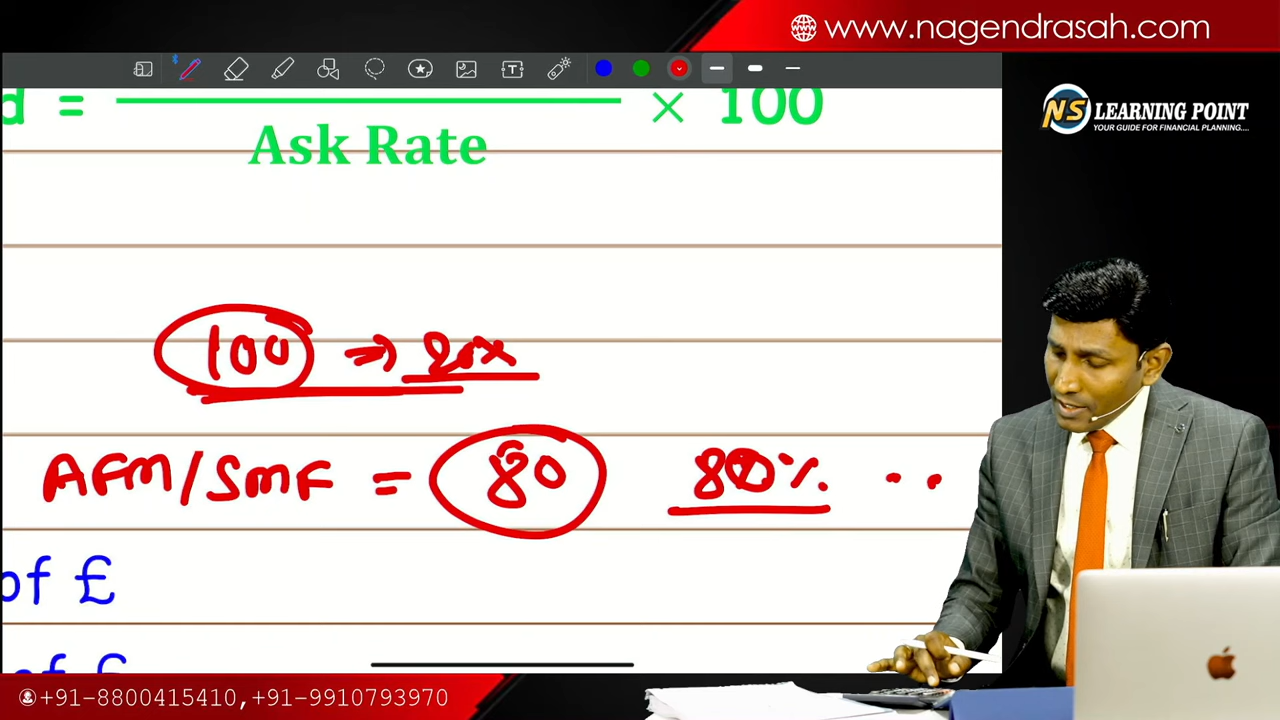 www.nagendrasah.com
NS LEARNING POINT
YOUR GUIDE FOR FINANCIAL PLANNING....
d = × 100
Ask Rate
100 ⇒
AFM/SMF = 80 80% ..
of £
of £
+91-8800415410,+91-9910793970